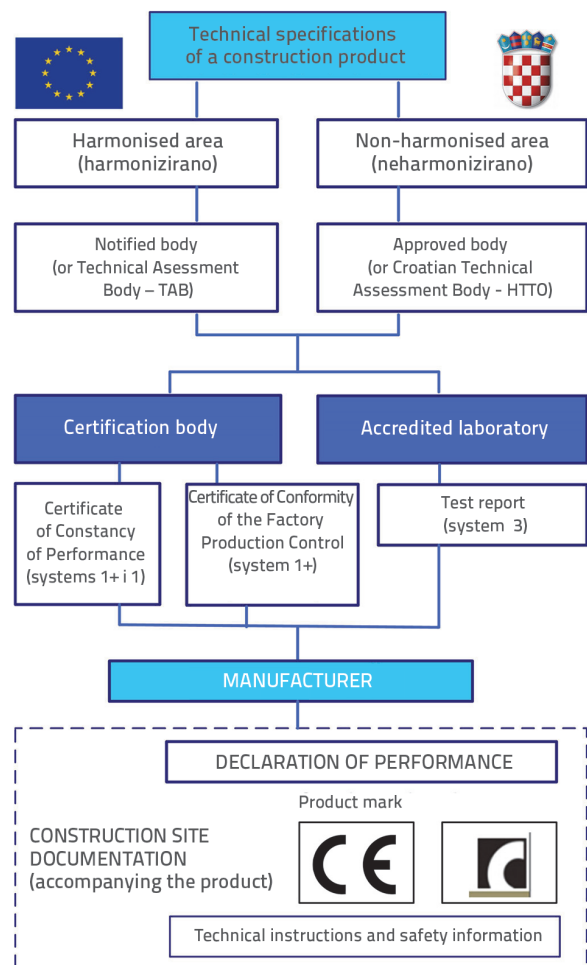 Technical specifications
of a construction product
Harmonised area
(harmonizirano)
Non-harmonised area
(neharmonizirano)
Notified body
(or Technical Asessment
Body – TAB)
Approved body
(or Croatian Technical
Assessment Body - HTTO)
Certification body
Accredited laboratory
Certificate
of Constancy
of Performance
(systems 1+ i 1)
Certificate of Conformity
of the Factory
Production Control
(system 1+)
Test report
(system 3)
MANUFACTURER
DECLARATION OF PERFORMANCE
Product mark
CONSTRUCTION SITE
DOCUMENTATION
(accompanying the product)
CE
Technical instructions and safety information